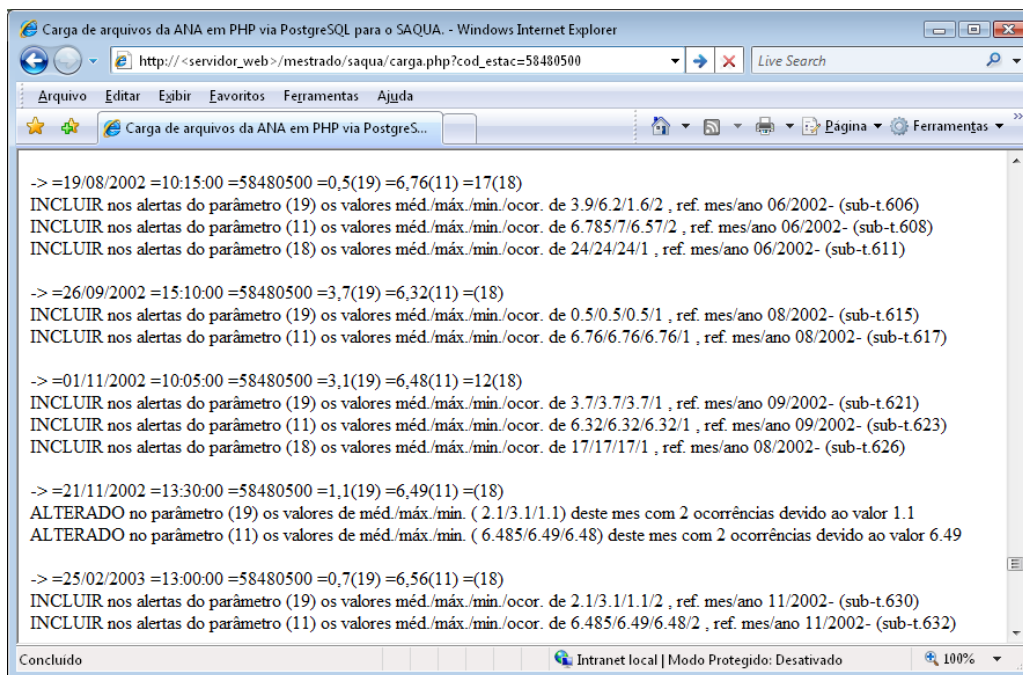 Carga de arquivos da ANA em PHP via PostgreSQL para o SAQUA. - Windows Internet Explorer
http://<servidor_web>/mestrado/saqua/carga.php?cod_estac=58480500
Live Search
Arquivo Editar Exibir Favoritos Ferramentas Ajuda
Carga de arquivos da ANA em PHP via PostgreS...
Página Ferramentas
-> =19/08/2002 =10:15:00 =58480500 =0,5(19) =6,76(11) =17(18)
INCLUIR nos alertas do parâmetro (19) os valores méd./máx./min./ocor. de 3.9/6.2/1.6/2 , ref. mes/ano 06/2002- (sub-t.606)
INCLUIR nos alertas do parâmetro (11) os valores méd./máx./min./ocor. de 6.785/7/6.57/2 , ref. mes/ano 06/2002- (sub-t.608)
INCLUIR nos alertas do parâmetro (18) os valores méd./máx./min./ocor. de 24/24/24/1 , ref. mes/ano 06/2002- (sub-t.611)
-> =26/09/2002 =15:10:00 =58480500 =3,7(19) =6,32(11) =(18)
INCLUIR nos alertas do parâmetro (19) os valores méd./máx./min./ocor. de 0.5/0.5/0.5/1 , ref. mes/ano 08/2002- (sub-t.615)
INCLUIR nos alertas do parâmetro (11) os valores méd./máx./min./ocor. de 6.76/6.76/6.76/1 , ref. mes/ano 08/2002- (sub-t.617)
-> =01/11/2002 =10:05:00 =58480500 =3,1(19) =6,48(11) =12(18)
INCLUIR nos alertas do parâmetro (19) os valores méd./máx./min./ocor. de 3.7/3.7/3.7/1 , ref. mes/ano 09/2002- (sub-t.621)
INCLUIR nos alertas do parâmetro (11) os valores méd./máx./min./ocor. de 6.32/6.32/6.32/1 , ref. mes/ano 09/2002- (sub-t.623)
INCLUIR nos alertas do parâmetro (18) os valores méd./máx./min./ocor. de 17/17/17/1 , ref. mes/ano 08/2002- (sub-t.626)
-> =21/11/2002 =13:30:00 =58480500 =1,1(19) =6,49(11) =(18)
ALTERADO no parâmetro (19) os valores de méd./máx./min. ( 2.1/3.1/1.1) deste mes com 2 ocorrências devido ao valor 1.1
ALTERADO no parâmetro (11) os valores de méd./máx./min. ( 6.485/6.49/6.48) deste mes com 2 ocorrências devido ao valor 6.49
-> =25/02/2003 =13:00:00 =58480500 =0,7(19) =6,56(11) =(18)
INCLUIR nos alertas do parâmetro (19) os valores méd./máx./min./ocor. de 2.1/3.1/1.1/2 , ref. mes/ano 11/2002- (sub-t.630)
INCLUIR nos alertas do parâmetro (11) os valores méd./máx./min./ocor. de 6.485/6.49/6.48/2 , ref. mes/ano 11/2002- (sub-t.632)
Concluído
Intranet local | Modo Protegido: Desativado
100%